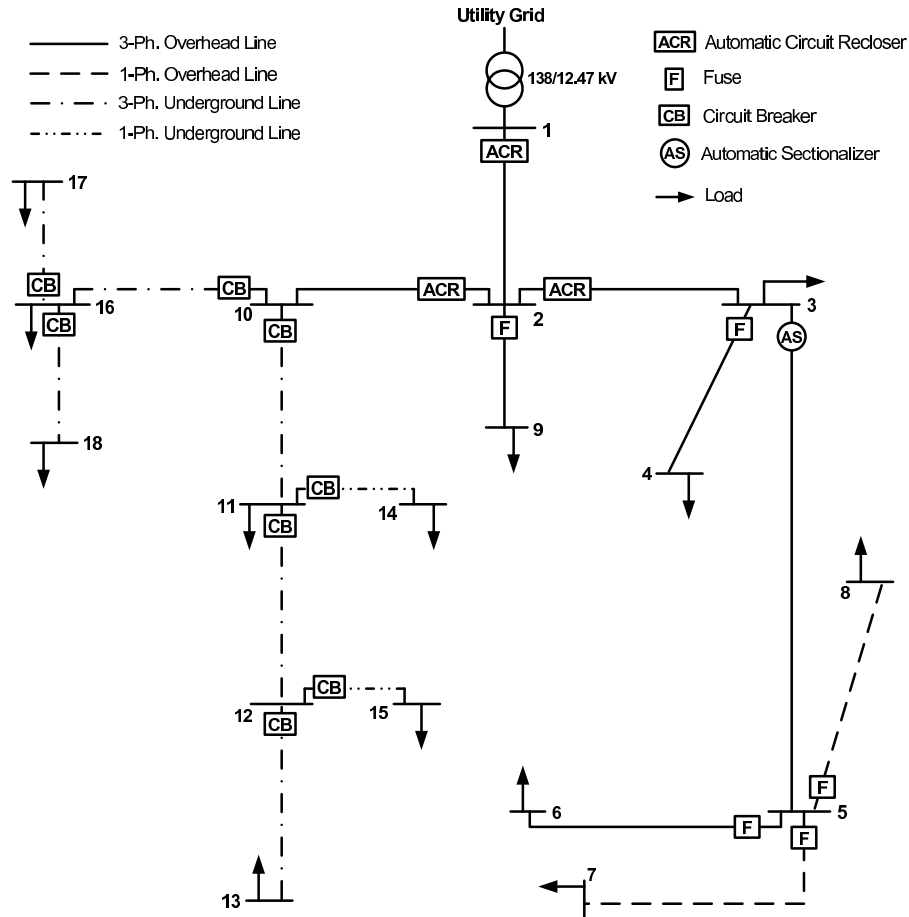 Utility Grid
3-Ph. Overhead Line
1-Ph. Overhead Line
3-Ph. Underground Line
1-Ph. Underground Line
138/12.47 kV
ACR Automatic Circuit Recloser
F Fuse
CB Circuit Breaker
AS Automatic Sectionalizer
Load
1
ACR
17
CB
16
CB
CB
10
CB
ACR
2
F
ACR
3
F
AS
18
9
4
11
CB
CB
14
8
12
CB
CB
15
6
F
F
5
F
7
13